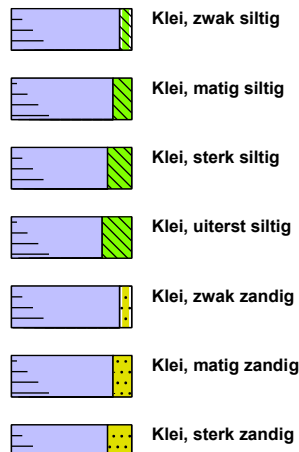 Klei, zwak siltig
Klei, matig siltig
Klei, sterk siltig
Klei, uiterst siltig
Klei, zwak zandig
Klei, matig zandig
Klei, sterk zandig